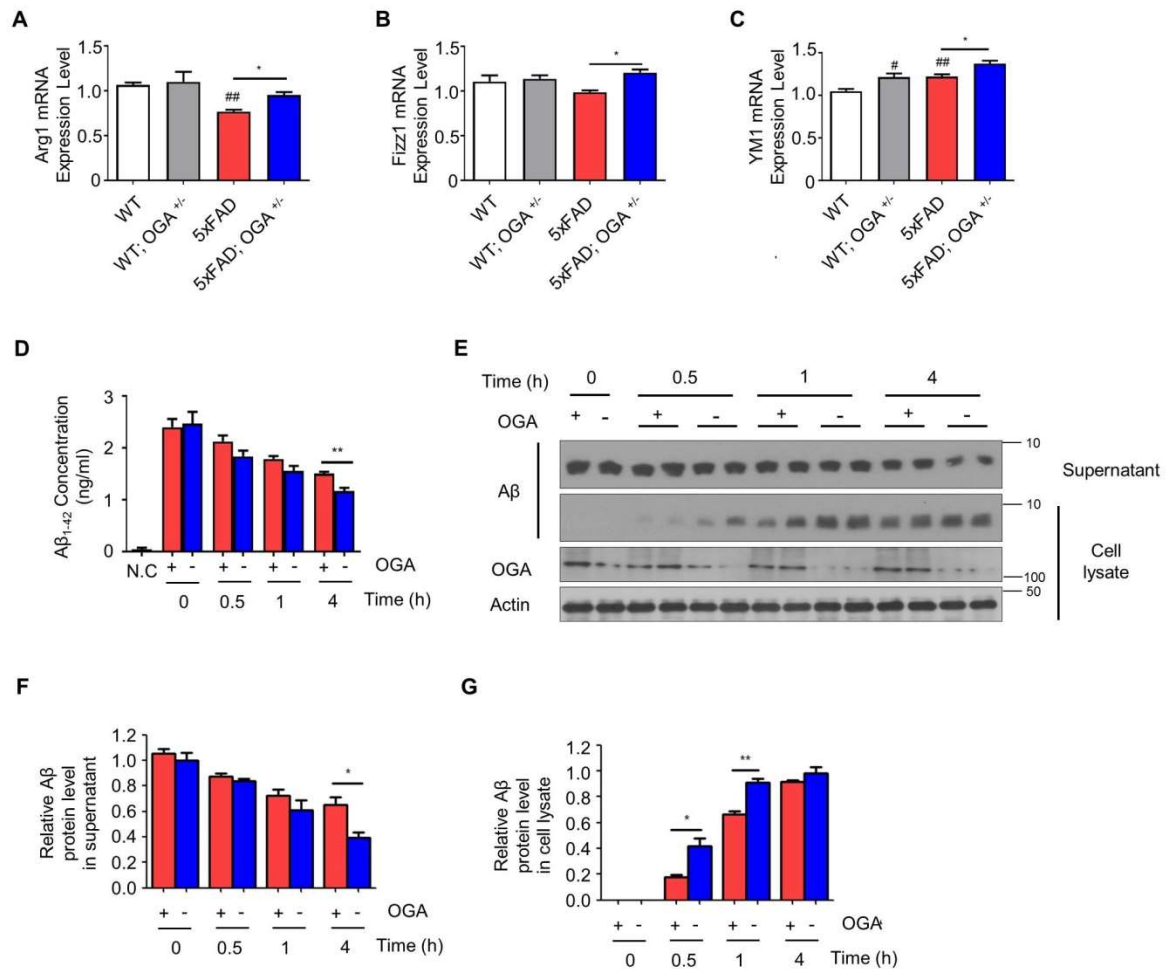 A
Arg1 mRNA
Expression Level
1.5
1.0
0.5
0
##
*
WT
WT; OGA +/-
5xFAD
5xFAD; OGA +/-
B
Fizz1 mRNA
Expression Level
1.5
1.0
0.5
0
*
WT
WT; OGA +/-
5xFAD
5xFAD; OGA +/-
C
YM1 mRNA
Expression Level
1.5
1.0
0.5
0
#
##
*
WT
WT; OGA +/-
5xFAD
5xFAD; OGA +/-
D
Aβ1-42 Concentration
(ng/ml)
3
2
1
0
**
N.C + - + - + - + - OGA
0 0.5 1 4 Time (h)
E
Time (h) 0 0.5 1 4
OGA + - + - + - + -
10
Aβ
Supernatant
10
OGA
100
50
Actin
Cell
lysate
F
Relative Aβ
protein level
in supernatant
1.2
1.0
0.8
0.6
0.4
0.2
0.0
*
+ - + - + - + - OGA
0 0.5 1 4 Time (h)
G
Relative Aβ
protein level
in cell lysate
1.2
1.0
0.8
0.6
0.4
0.2
0.0
*
**
+ - + - + - + - OGA
0 0.5 1 4 Time (h)